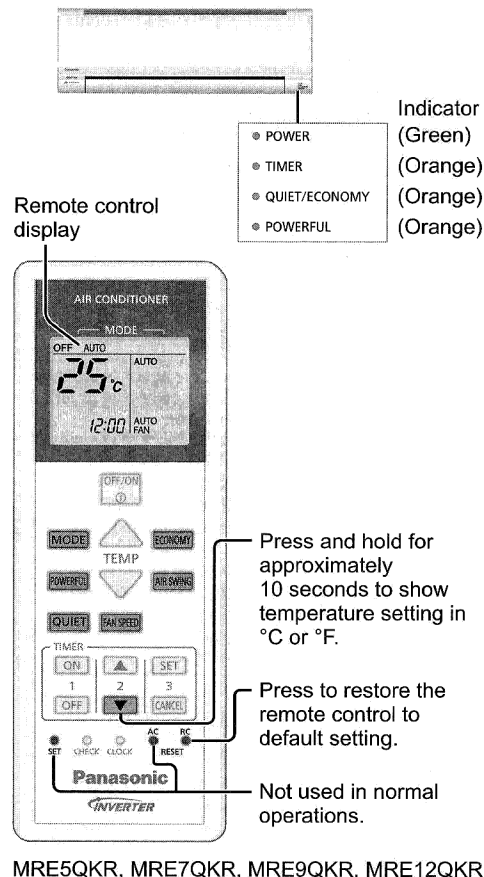 Indicator
POWER (Green)
TIMER (Orange)
QUIET/ECONOMY (Orange)
POWERFUL (Orange)
Remote control
display
AIR CONDITIONER
MODE
OFF AUTO
25°C AUTO
12:00 AUTO
FAN
OFF/ON
MODE ECONOMY
TEMP
POWERFUL AIR SWING
QUIET FAN SPEED
TIMER
ON ▲ SET
1 2 3
OFF ▼ CANCEL
AC RC
SET CHECK CLOCK RESET
Panasonic
INVERTER
Press and hold for
approximately
10 seconds to show
temperature setting in
°C or °F.
Press to restore the
remote control to
default setting.
Not used in normal
operations.
MRE5QKR, MRE7QKR, MRE9QKR, MRE12QKR